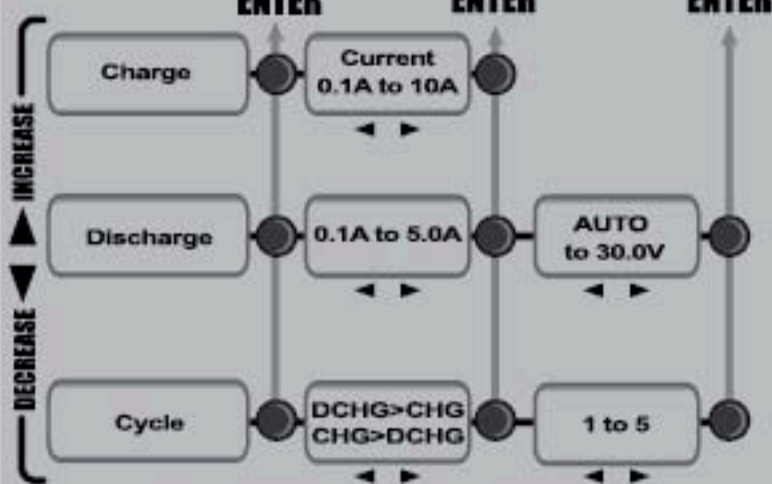 ENTER ENTER ENTER
Charge
Current
0.1A to 10A
INCREASE
Discharge
0.1A to 5.0A
AUTO
to 30.0V
DECREASE
Cycle
DCHG>CHG
CHG>DCHG
1 to 5